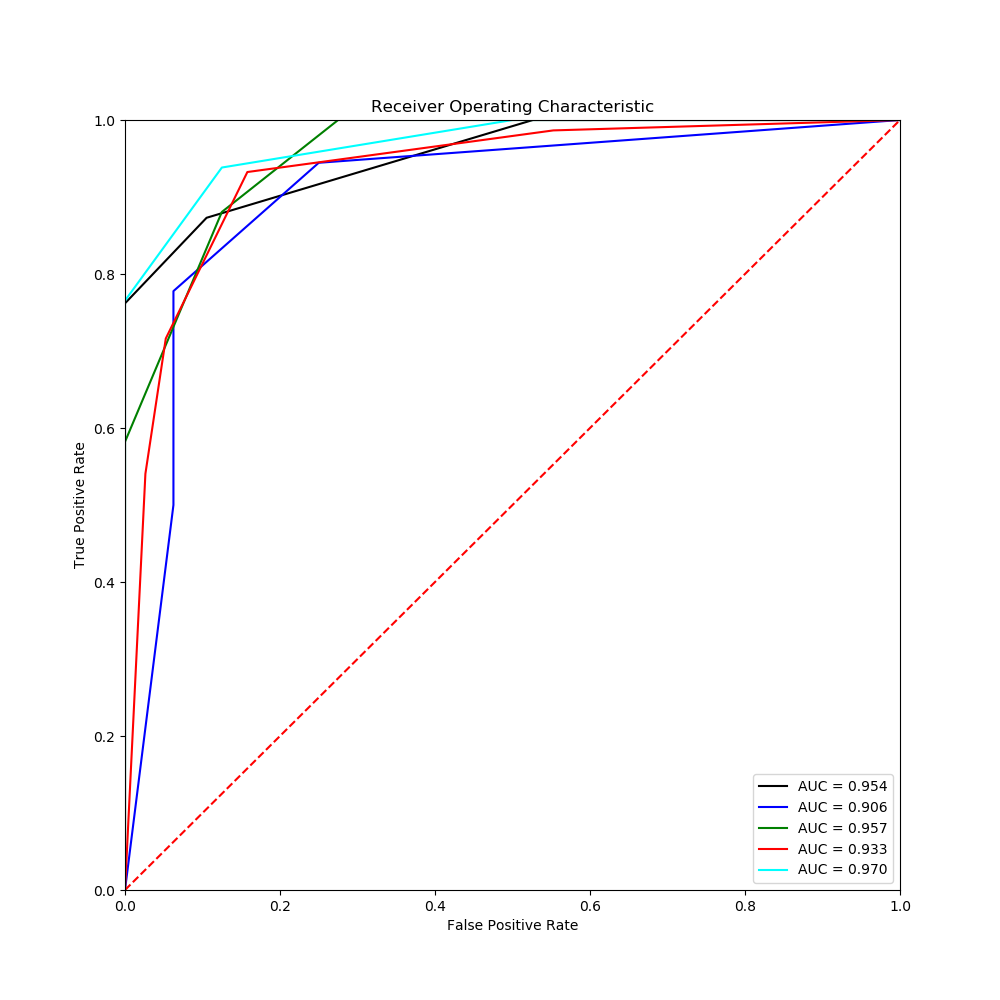 Receiver Operating Characteristic
1.0
0.8
0.6
0.4
0.2
0.0
True Positive Rate
0.0 0.2 0.4 0.6 0.8 1.0
False Positive Rate
AUC = 0.954
AUC = 0.906
AUC = 0.957
AUC = 0.933
AUC = 0.970